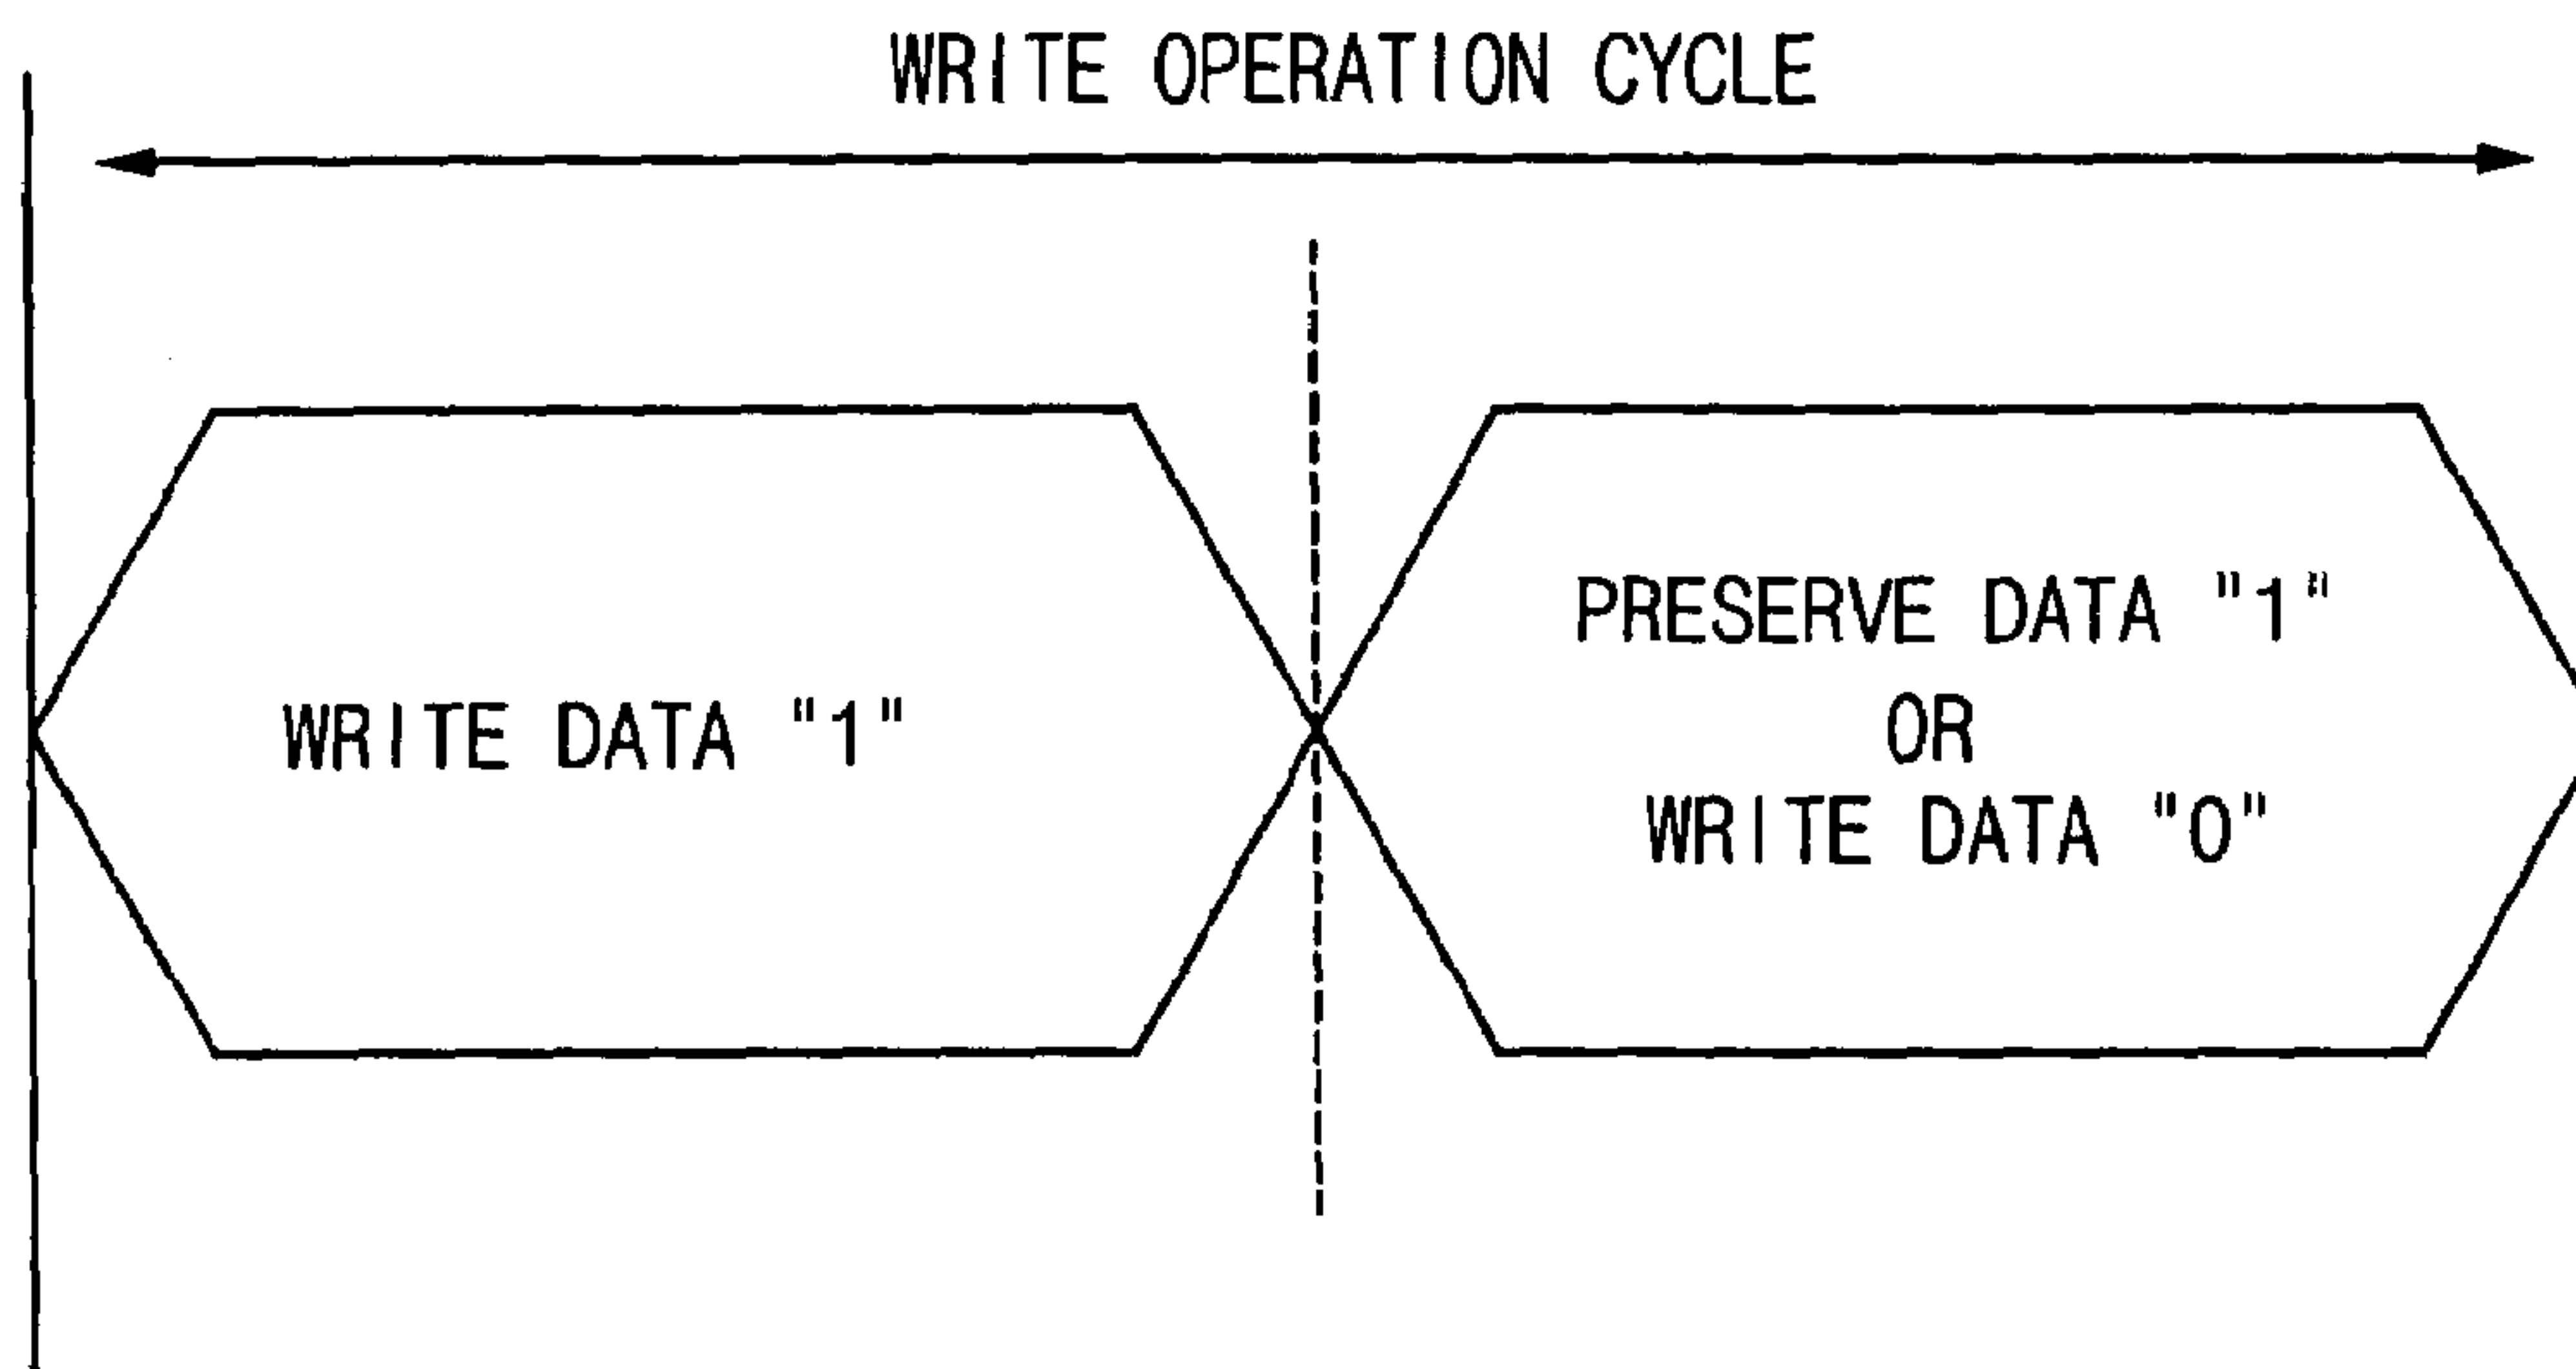 WRITE OPERATION CYCLE
WRITE DATA "1"
PRESERVE DATA "1"
OR
WRITE DATA "0"